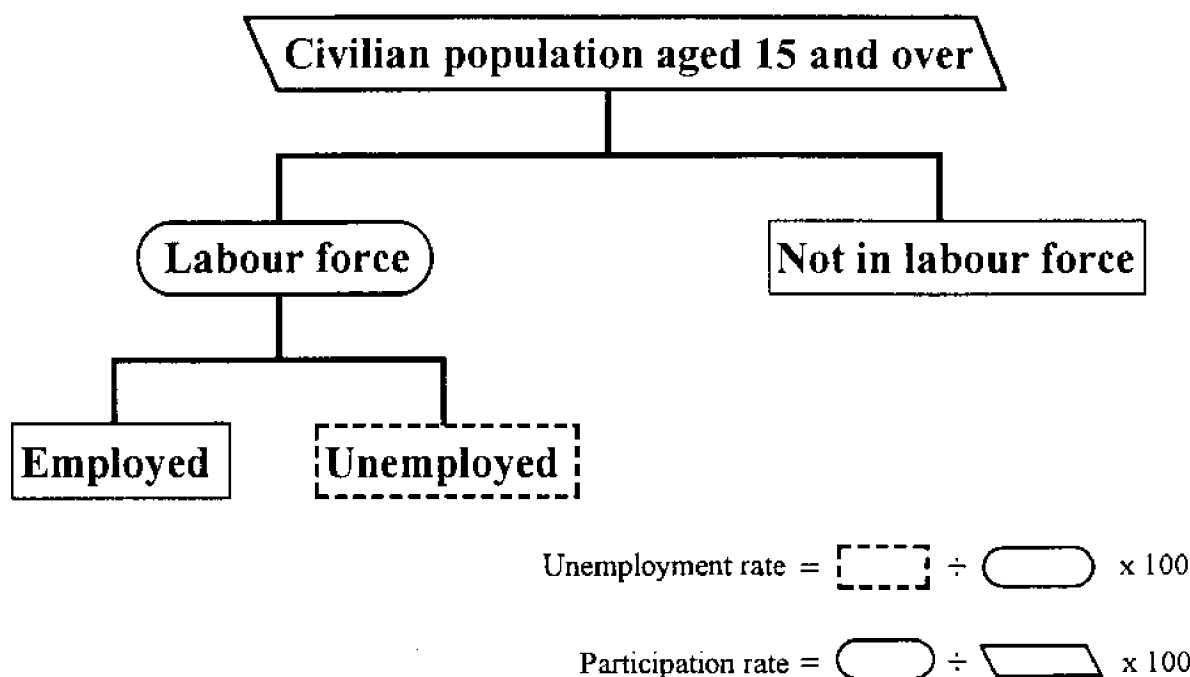 Civilian population aged 15 and over
Labour force
Not in labour force
Employed
Unemployed
Unemployment rate = ÷ x 100
Participation rate = ÷ x 100